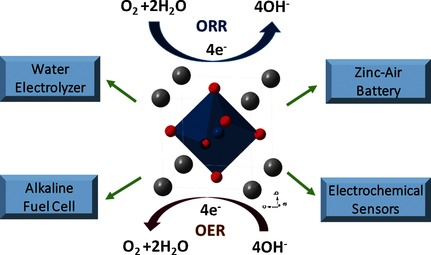 O₂ +2H₂O 4OH⁻
ORR
4e⁻
Water
Electrolyzer
Zinc-Air
Battery
Alkaline
Fuel Cell
Electrochemical
Sensors
4e⁻
OER
O₂ +2H₂O 4OH⁻